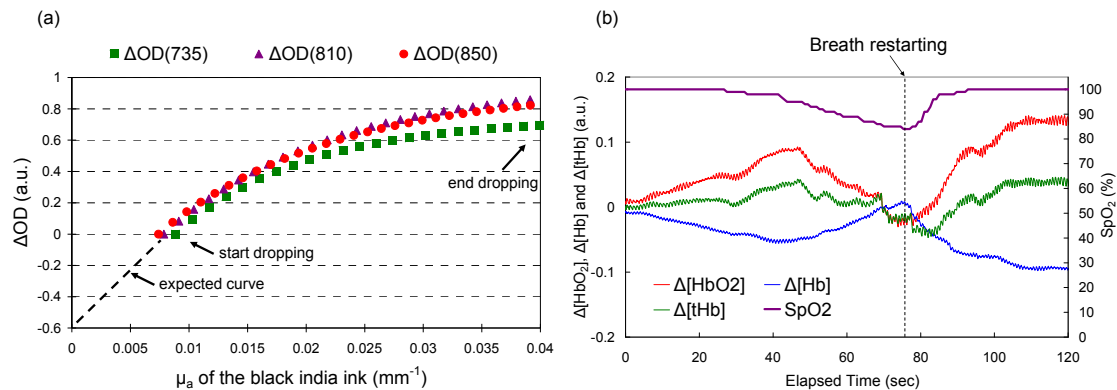 (a)
ΔOD(735) ΔOD(810) ΔOD(850)
1
0.8
0.6
0.4
0.2
0
-0.2
-0.4
-0.6
ΔOD (a.u.)
end dropping
start dropping
expected curve
0 0.005 0.01 0.015 0.02 0.025 0.03 0.035 0.04
μa of the black india ink (mm-1)
(b)
Breath restarting
0.2
0.1
0
-0.1
-0.2
Δ[HbO2], Δ[Hb] and Δ[tHb] (a.u.)
100
90
80
70
60
50
40
30
20
10
0
SpO2 (%)
Δ[HbO2] Δ[Hb]
Δ[tHb] SpO2
0 20 40 60 80 100 120
Elapsed Time (sec)